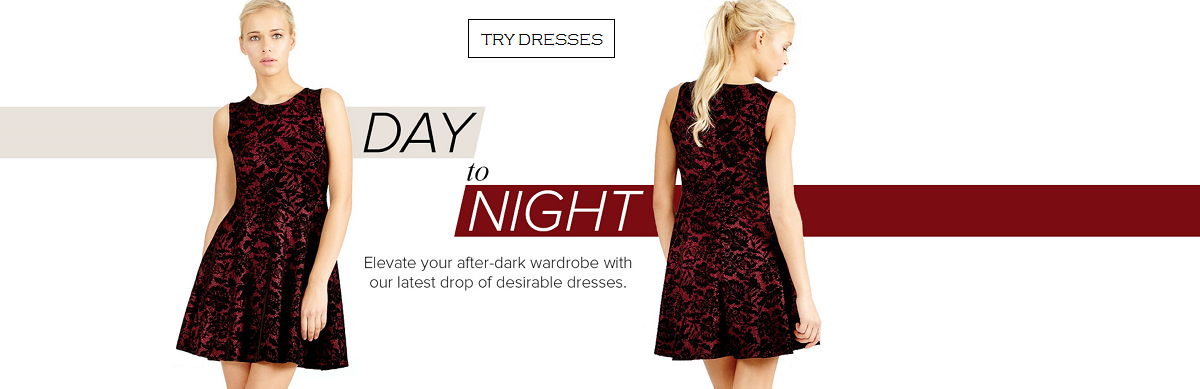 TRY DRESSES
DAY
to
NIGHT
Elevate your after-dark wardrobe with
our latest drop of desirable dresses.